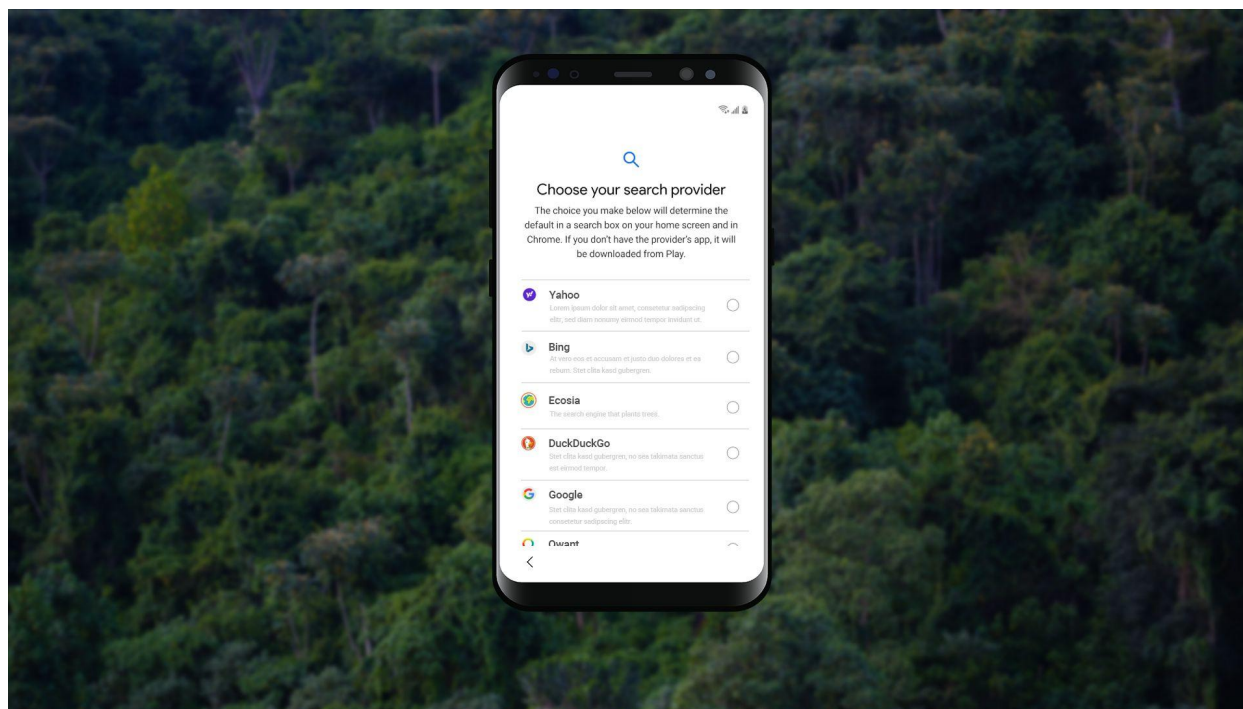 Choose your search provider
The choice you make below will determine the
default in a search box on your home screen and in
Chrome. If you don't have the provider's app, it will
be downloaded from Play.
Yahoo
Lorem ipsum dolor sit amet, consetetur sadipscing
elitr, sed diam nonumy eirmod tempor invidunt ut.
Bing
At vero eos et accusam et justo duo dolores et ea
rebum. Stet clita kasd gubergren.
Ecosia
The search engine that plants trees.
DuckDuckGo
Stet clita kasd gubergren, no sea takimata sanctus
est eirmod tempor.
Google
Stet clita kasd gubergren, no sea takimata sanctus
consetetur sadipscing elitr.
Qwant